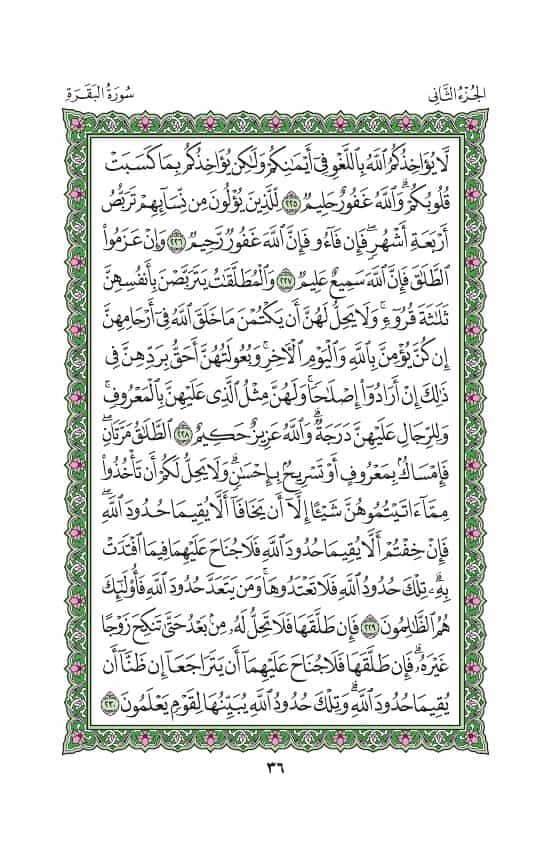 الجُزْءُ الثَّانِى
سُورَةُ البَقَرَةِ
لَّا يُؤَاخِذُكُمُ ٱللَّهُ بِٱللَّغْوِ فِىٓ أَيْمَٰنِكُمْ وَلَٰكِن يُؤَاخِذُكُم بِمَا كَسَبَتْ
قُلُوبُكُمْ ۗ وَٱللَّهُ غَفُورٌ حَلِيمٌ ٢٢٥ لِّلَّذِينَ يُؤْلُونَ مِن نِّسَآئِهِمْ تَرَبُّصُ
أَرْبَعَةِ أَشْهُرٍ ۖ فَإِن فَآءُو فَإِنَّ ٱللَّهَ غَفُورٌ رَّحِيمٌ ٢٢٦ وَإِنْ عَزَمُوا۟
ٱلطَّلَٰقَ فَإِنَّ ٱللَّهَ سَمِيعٌ عَلِيمٌ ٢٢٧ وَٱلْمُطَلَّقَٰتُ يَتَرَبَّصْنَ بِأَنفُسِهِنَّ
ثَلَٰثَةَ قُرُوٓءٍ ۚ وَلَا يَحِلُّ لَهُنَّ أَن يَكْتُمْنَ مَا خَلَقَ ٱللَّهُ فِىٓ أَرْحَامِهِنَّ
إِن كُنَّ يُؤْمِنَّ بِٱللَّهِ وَٱلْيَوْمِ ٱلْءَاخِرِ ۚ وَبُعُولَتُهُنَّ أَحَقُّ بِرَدِّهِنَّ فِى
ذَٰلِكَ إِنْ أَرَادُوٓا۟ إِصْلَٰحًا ۚ وَلَهُنَّ مِثْلُ ٱلَّذِى عَلَيْهِنَّ بِٱلْمَعْرُوفِ ۚ
وَلِلرِّجَالِ عَلَيْهِنَّ دَرَجَةٌ ۗ وَٱللَّهُ عَزِيزٌ حَكِيمٌ ٢٢٨ ٱلطَّلَٰقُ مَرَّتَانِ ۖ
فَإِمْسَاكٌۢ بِمَعْرُوفٍ أَوْ تَسْرِيحٌۢ بِإِحْسَٰنٍ ۗ وَلَا يَحِلُّ لَكُمْ أَن تَأْخُذُوا۟
مِمَّآ ءَاتَيْتُمُوهُنَّ شَيْـًٔا إِلَّآ أَن يَخَافَآ أَلَّا يُقِيمَا حُدُودَ ٱللَّهِ ۖ
فَإِنْ خِفْتُمْ أَلَّا يُقِيمَا حُدُودَ ٱللَّهِ فَلَا جُنَاحَ عَلَيْهِمَا فِيمَا ٱفْتَدَتْ
بِهِۦ ۗ تِلْكَ حُدُودُ ٱللَّهِ فَلَا تَعْتَدُوهَا ۚ وَمَن يَتَعَدَّ حُدُودَ ٱللَّهِ فَأُو۟لَٰٓئِكَ
هُمُ ٱلظَّٰلِمُونَ ٢٢٩ فَإِن طَلَّقَهَا فَلَا تَحِلُّ لَهُۥ مِنۢ بَعْدُ حَتَّىٰ تَنكِحَ زَوْجًا
غَيْرَهُۥ ۗ فَإِن طَلَّقَهَا فَلَا جُنَاحَ عَلَيْهِمَآ أَن يَتَرَاجَعَآ إِن ظَنَّآ أَن
يُقِيمَا حُدُودَ ٱللَّهِ ۗ وَتِلْكَ حُدُودُ ٱللَّهِ يُبَيِّنُهَا لِقَوْمٍ يَعْلَمُونَ ٢٣٠
٣٦